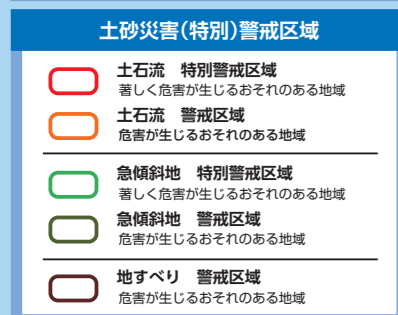 土砂災害(特別)警戒区域
土石流　特別警戒区域
著しく危害が生じるおそれのある地域
土石流　警戒区域
危害が生じるおそれのある地域
急傾斜地　特別警戒区域
著しく危害が生じるおそれのある地域
急傾斜地　警戒区域
危害が生じるおそれのある地域
地すべり　警戒区域
危害が生じるおそれのある地域